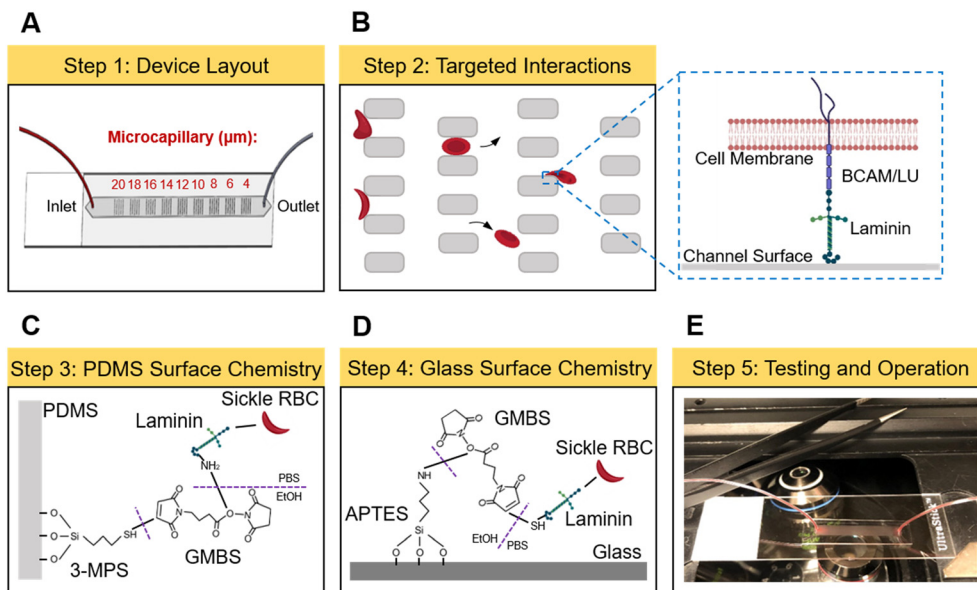 A
Step 1: Device Layout
Microcapillary (µm):
20 18 16 14 12 10 8 6 4
Inlet
Outlet
B
Step 2: Targeted Interactions
Cell Membrane
BCAM/LU
Laminin
Channel Surface
C
Step 3: PDMS Surface Chemistry
PDMS
Sickle RBC
Laminin
NH₂
PBS
EtOH
O
O
O
Si
SH
O
N
O
O
O
O
N
O
3-MPS
GMBS
D
Step 4: Glass Surface Chemistry
O
N
O
GMBS
O
O
NH
Sickle RBC
O
N
O
APTES
Si
EtOH
PBS
SH
Laminin
O
O
O
Glass
E
Step 5: Testing and Operation
UltraStick™